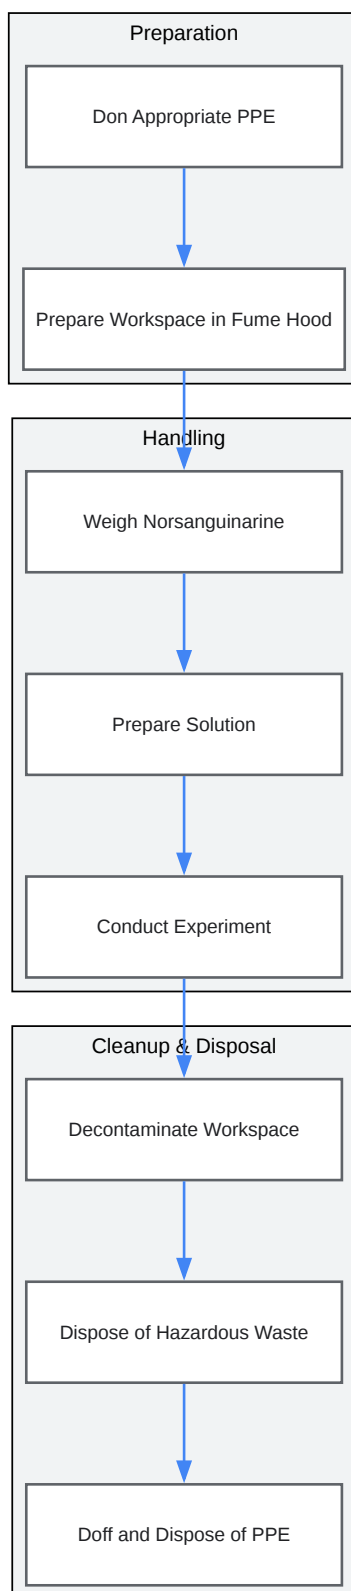 Preparation
Don Appropriate PPE
Prepare Workspace in Fume Hood
Handling
Weigh Norsanguinarine
Prepare Solution
Conduct Experiment
Cleanup & Disposal
Decontaminate Workspace
Dispose of Hazardous Waste
Doff and Dispose of PPE